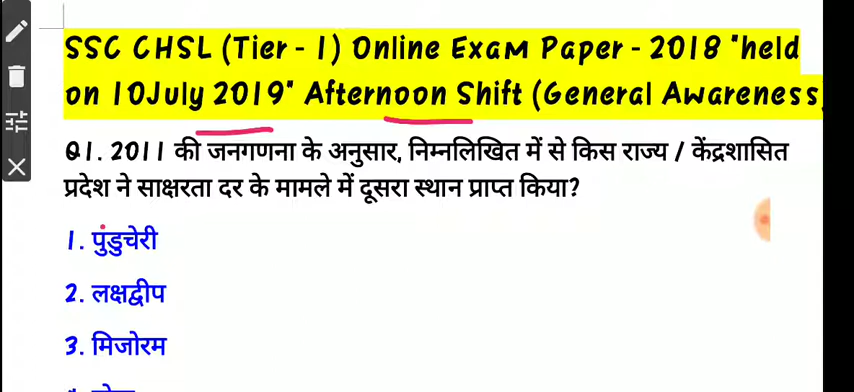 SSC CHSL (Tier - 1) Online Exam Paper - 2018 "held
on 10July 2019" Afternoon Shift (General Awareness
Q1. 2011 की जनगणना के अनुसार, निम्नलिखित में से किस राज्य / केंद्रशासित
प्रदेश ने साक्षरता दर के मामले में दूसरा स्थान प्राप्त किया?
1. पुंडुचेरी
2. लक्षद्वीप
3. मिजोरम